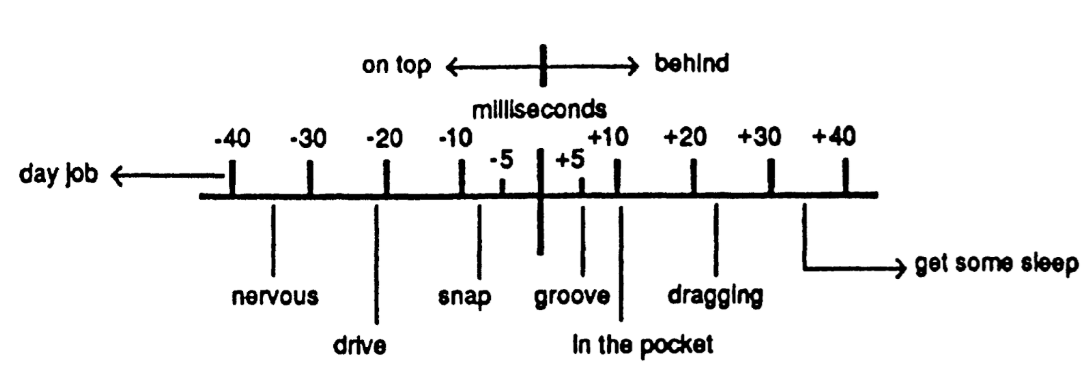 on top behind
milliseconds
-40 -30 -20 -10 -5 +5 +10 +20 +30 +40
day job
get some sleep
nervous snap groove dragging
drive in the pocket